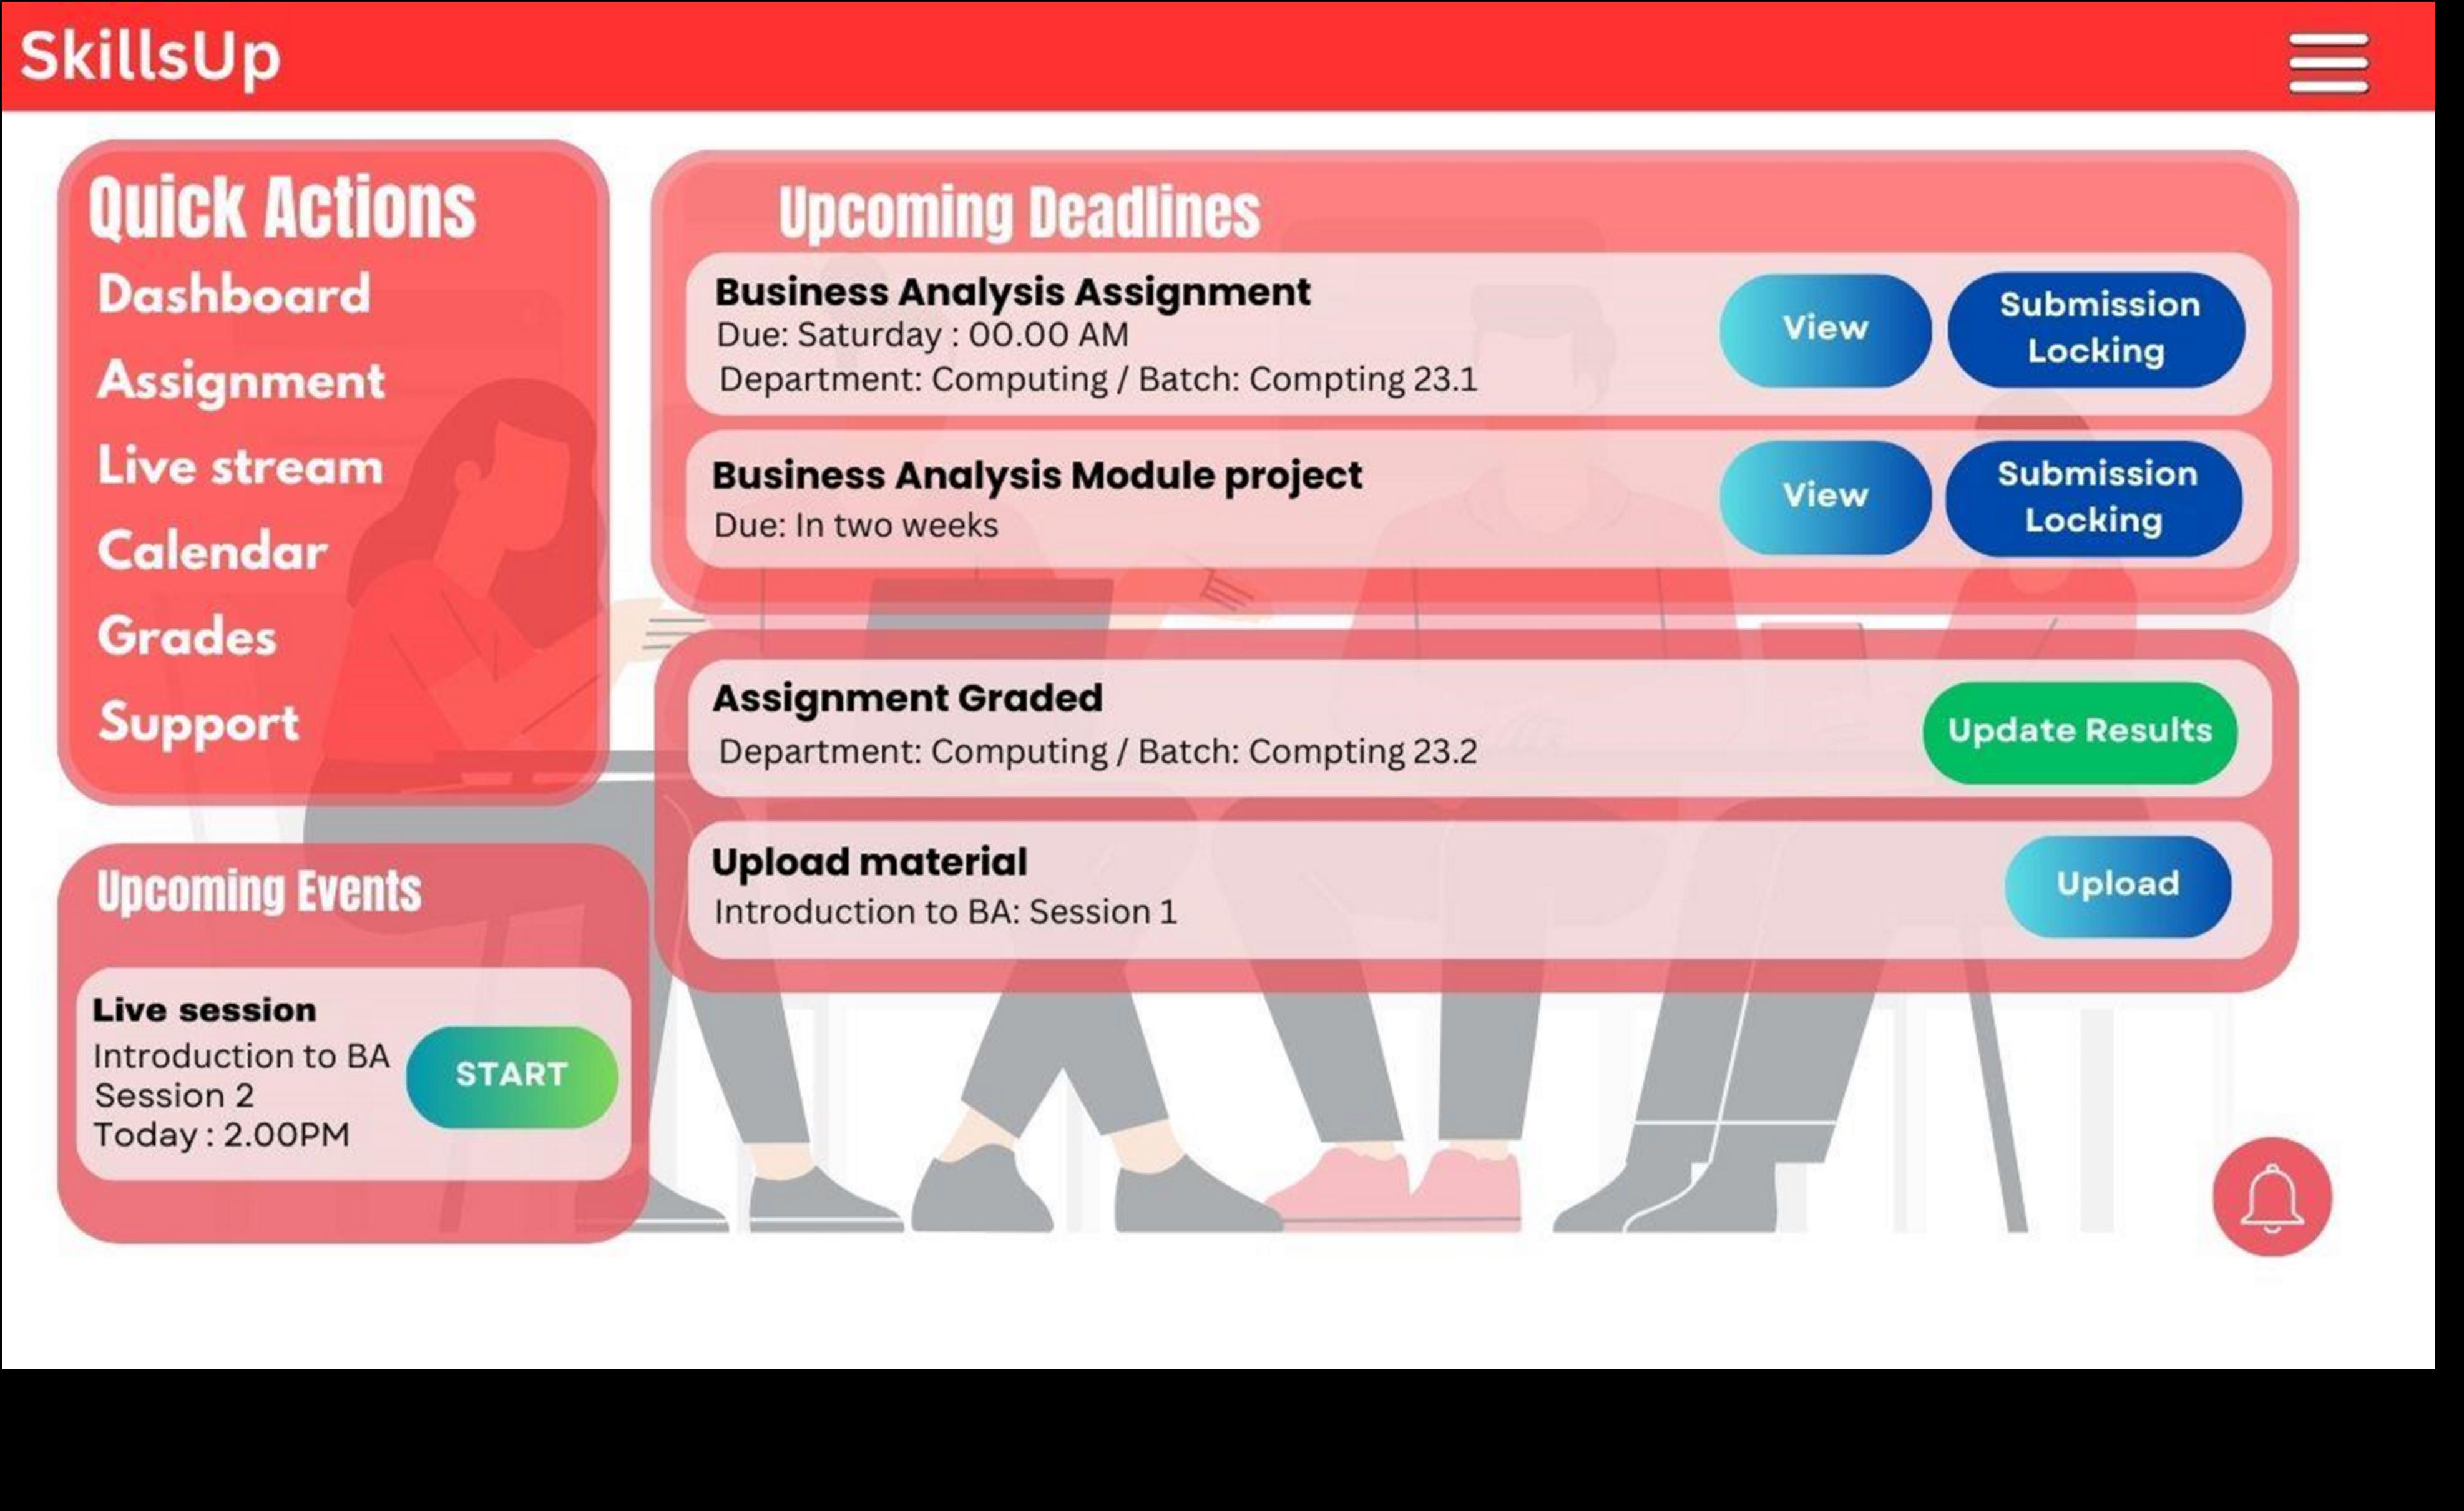 SkillsUp
Quick Actions
Dashboard
Assignment
Live stream
Calendar
Grades
Support
Upcoming Events
Live session
Introduction to BA
Session 2
Today : 2.00PM
START
Upcoming Deadlines
Business Analysis Assignment
Due: Saturday : 00.00 AM
Department: Computing / Batch: Compting 23.1
View
Submission
Locking
Business Analysis Module project
Due: In two weeks
View
Submission
Locking
Assignment Graded
Department: Computing / Batch: Compting 23.2
Update Results
Upload material
Introduction to BA: Session 1
Upload